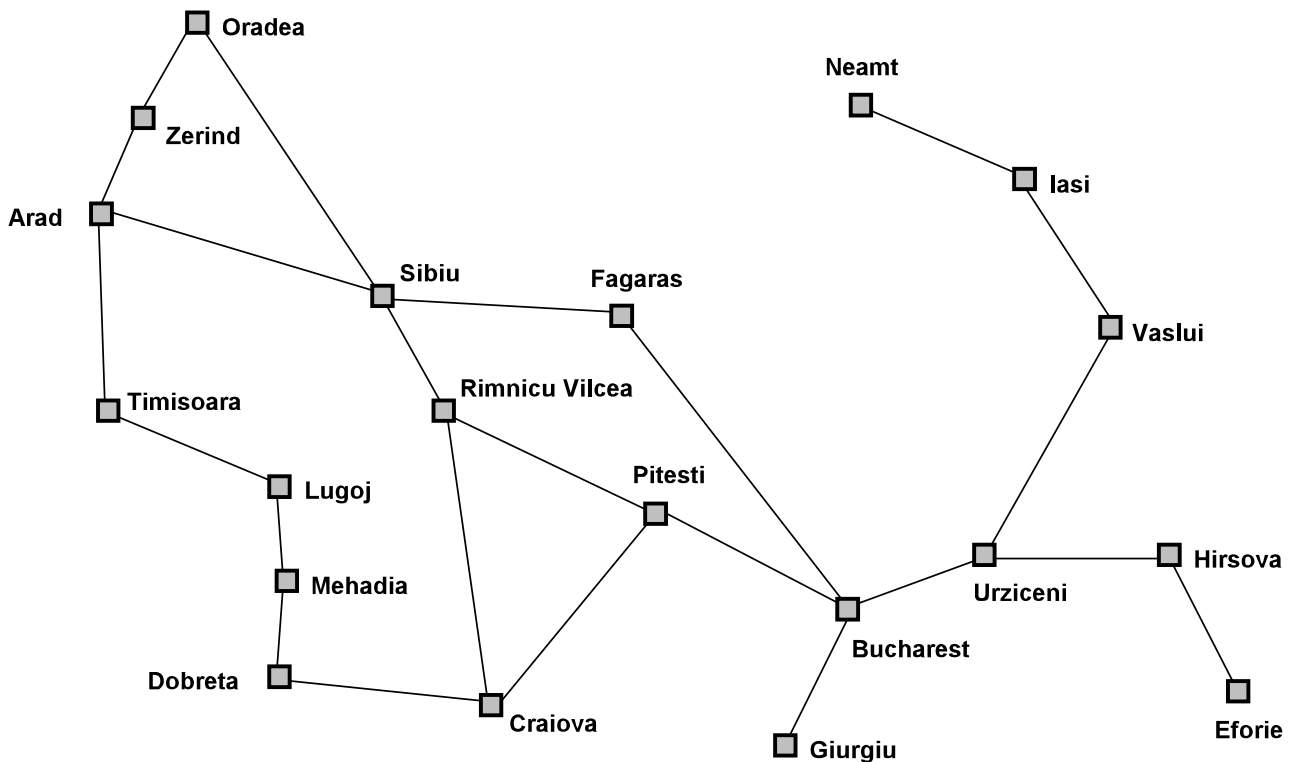 Oradea
Neamt
Zerind
Iasi
Arad
Sibiu
Fagaras
Vaslui
Rimnicu Vilcea
Timisoara
Pitesti
Lugoj
Hirsova
Mehadia
Urziceni
Bucharest
Dobreta
Craiova
Eforie
Giurgiu